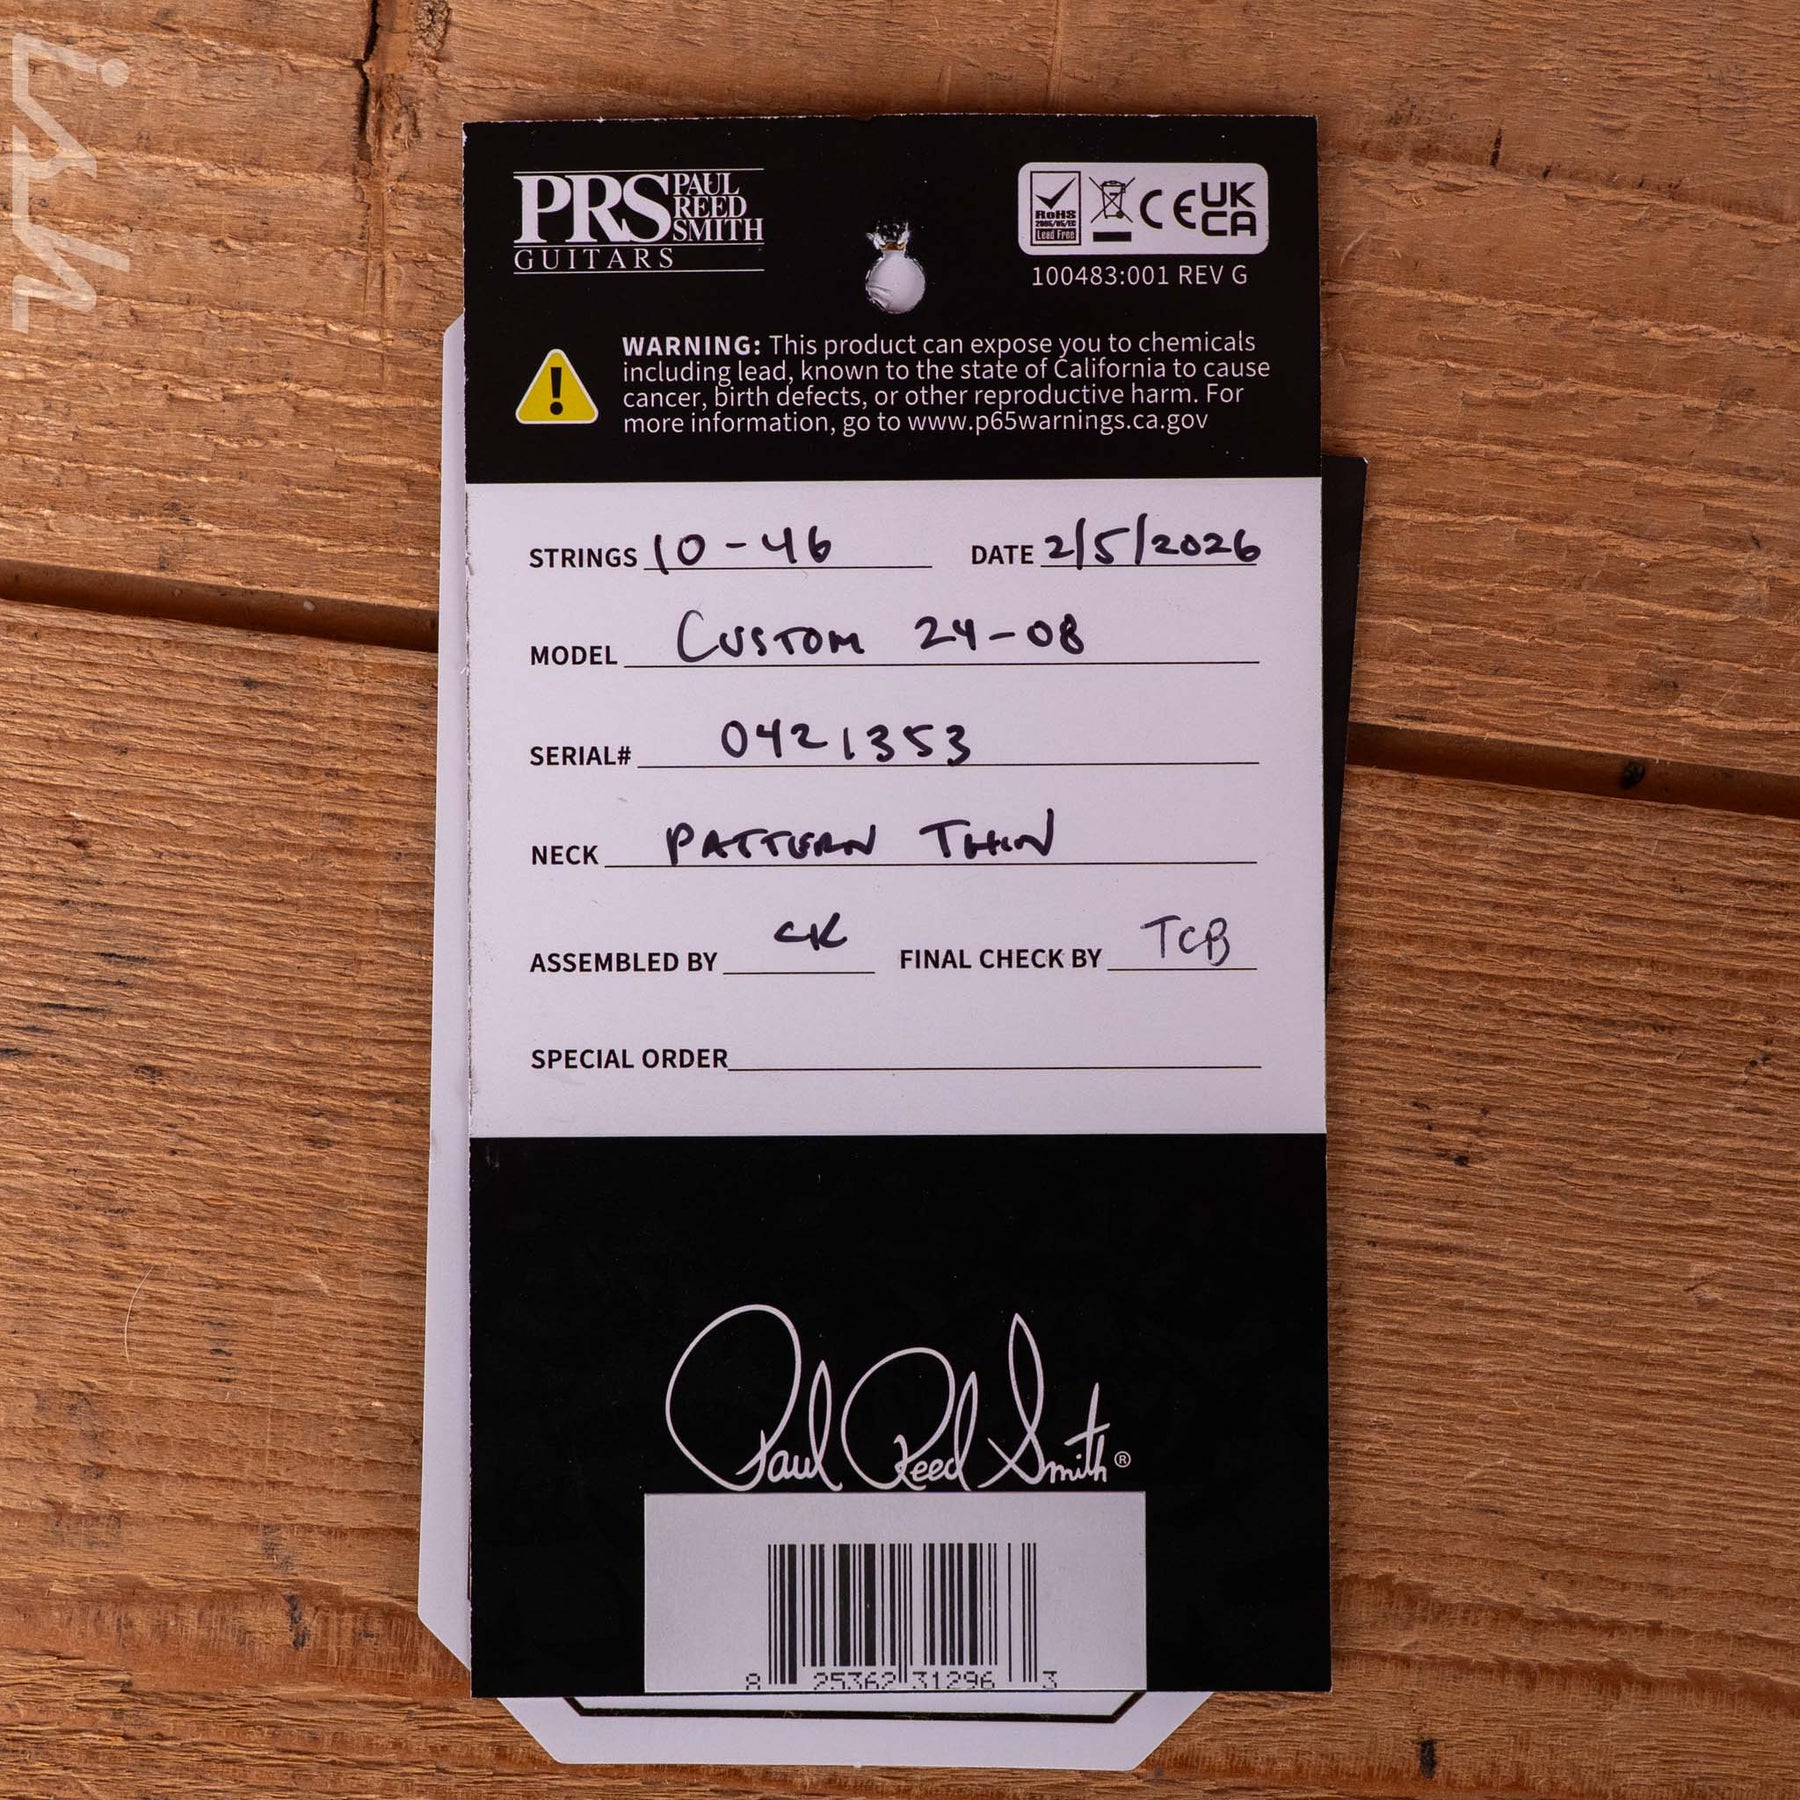 PRS PAUL REED SMITH
GUITARS
RoHS
2005/95/EC
Lead Free
CE UK CA
100483:001 REV G
WARNING: This product can expose you to chemicals
including lead, known to the state of California to cause
cancer, birth defects, or other reproductive harm. For
more information, go to www.p65warnings.ca.gov
STRINGS 10-46 DATE 2/5/2026
MODEL Custom 24-08
SERIAL# 0421353
NECK PATTERN THIN
ASSEMBLED BY CK FINAL CHECK BY TCB
SPECIAL ORDER
Paul Reed Smith®
8 25362 31296 3